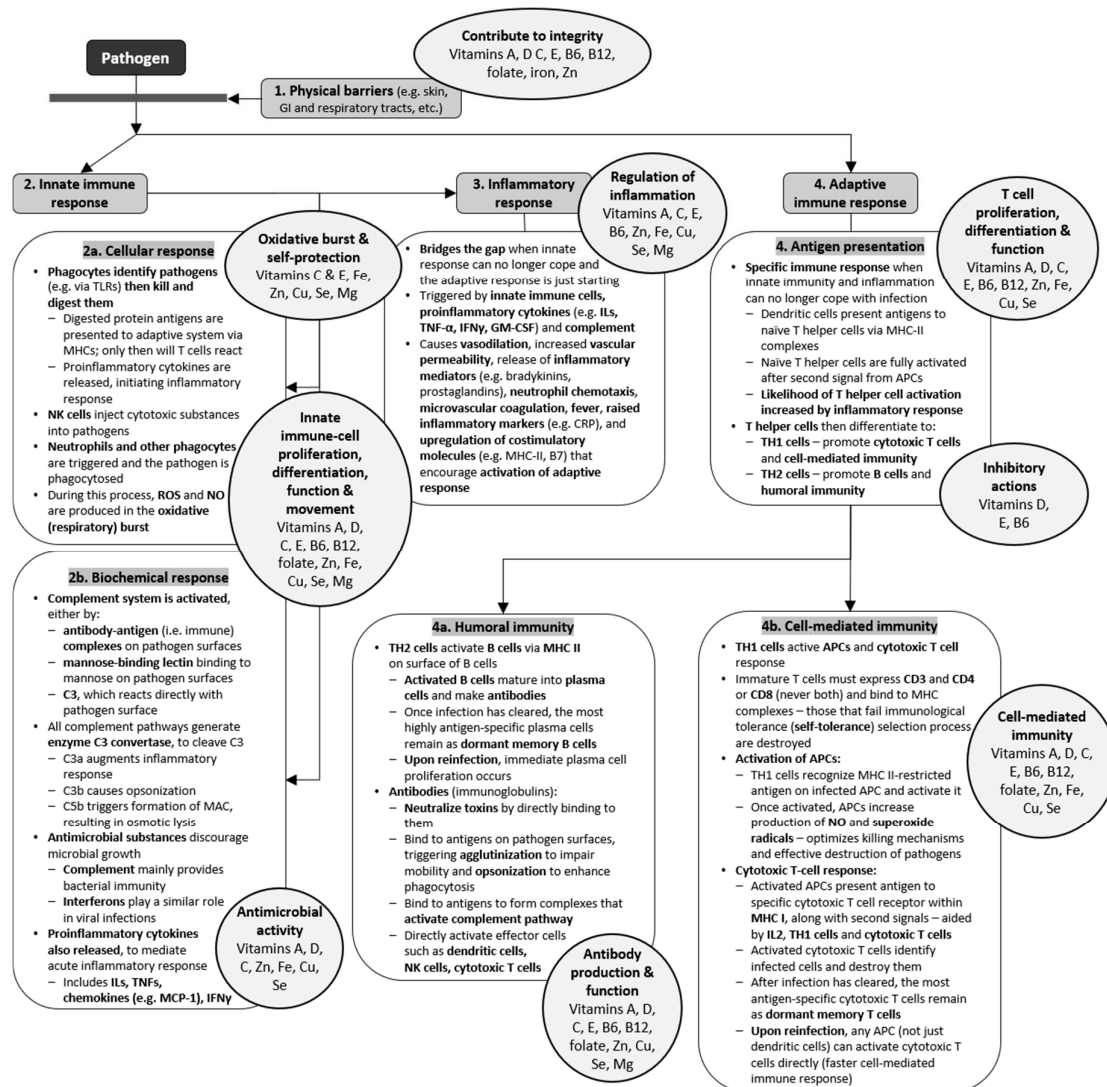 Pathogen
Contribute to integrity
Vitamins A, D C, E, B6, B12,
folate, iron, Zn
1. Physical barriers (e.g. skin,
GI and respiratory tracts, etc.)
2. Innate immune
response
Oxidative burst &
self-protection
Vitamins C & E, Fe,
Zn, Cu, Se, Mg
2a. Cellular response
• Phagocytes identify pathogens
(e.g. via TLRs) then kill and
digest them
– Digested protein antigens are
presented to adaptive system via
MHCs; only then will T cells react
– Proinflammatory cytokines are
released, initiating inflammatory
response
• NK cells inject cytotoxic substances
into pathogens
• Neutrophils and other phagocytes
are triggered and the pathogen is
phagocytosed
• During this process, ROS and NO
are produced in the oxidative
(respiratory) burst
Innate
immune-cell
proliferation,
differentiation,
function &
movement
Vitamins A, D,
C, E, B6, B12,
folate, Zn, Fe,
Cu, Se, Mg
2b. Biochemical response
• Complement system is activated,
either by:
– antibody-antigen (i.e. immune)
complexes on pathogen surfaces
– mannose-binding lectin binding to
mannose on pathogen surfaces
– C3, which reacts directly with
pathogen surface
• All complement pathways generate
enzyme C3 convertase, to cleave C3
– C3a augments inflammatory
response
– C3b causes opsonization
– C5b triggers formation of MAC,
resulting in osmotic lysis
• Antimicrobial substances discourage
microbial growth
– Complement mainly provides
bacterial immunity
– Interferons play a similar role
in viral infections
• Proinflammatory cytokines
also released, to mediate
acute inflammatory response
– Includes ILs, TNFs,
chemokines (e.g. MCP-1), IFNγ
Antimicrobial
activity
Vitamins A, D,
C, Zn, Fe, Cu,
Se
3. Inflammatory
response
Regulation of
inflammation
Vitamins A, C, E,
B6, Zn, Fe, Cu,
Se, Mg
• Bridges the gap when innate
response can no longer cope and
the adaptive response is just starting
• Triggered by innate immune cells,
proinflammatory cytokines (e.g. ILs,
TNF-α, IFNγ, GM-CSF) and complement
• Causes vasodilation, increased vascular
permeability, release of inflammatory
mediators (e.g. bradykinins,
prostaglandins), neutrophil chemotaxis,
microvascular coagulation, fever, raised
inflammatory markers (e.g. CRP), and
upregulation of costimulatory
molecules (e.g. MHC-II, B7) that
encourage activation of adaptive
response
4. Adaptive
immune response
T cell
proliferation,
differentiation
& function
Vitamins A, D, C,
E, B6, B12, Zn, Fe,
Cu, Se
4. Antigen presentation
• Specific immune response when
innate immunity and inflammation
can no longer cope with infection
– Dendritic cells present antigens to
naïve T helper cells via MHC-II
complexes
– Naïve T helper cells are fully activated
after second signal from APCs
– Likelihood of T helper cell activation
increased by inflammatory response
• T helper cells then differentiate to:
– TH1 cells – promote cytotoxic T cells
and cell-mediated immunity
– TH2 cells – promote B cells and
humoral immunity
Inhibitory
actions
Vitamins D,
E, B6
4a. Humoral immunity
• TH2 cells activate B cells via MHC II
on surface of B cells
– Activated B cells mature into plasma
cells and make antibodies
– Once infection has cleared, the most
highly antigen-specific plasma cells
remain as dormant memory B cells
– Upon reinfection, immediate plasma cell
proliferation occurs
• Antibodies (immunoglobulins):
– Neutralize toxins by directly binding to
them
– Bind to antigens on pathogen surfaces,
triggering agglutinization to impair
mobility and opsonization to enhance
phagocytosis
– Bind to antigens to form complexes that
activate complement pathway
– Directly activate effector cells
such as dendritic cells,
NK cells, cytotoxic T cells
Antibody
production &
function
Vitamins A, D,
C, E, B6, B12,
folate, Zn, Cu,
Se, Mg
4b. Cell-mediated immunity
• TH1 cells active APCs and cytotoxic T cell
response
• Immature T cells must express CD3 and CD4
or CD8 (never both) and bind to MHC
complexes – those that fail immunological
tolerance (self-tolerance) selection process
are destroyed
• Activation of APCs:
– TH1 cells recognize MHC II-restricted
antigen on infected APC and activate it
– Once activated, APCs increase
production of NO and superoxide
radicals – optimizes killing mechanisms
and effective destruction of pathogens
• Cytotoxic T-cell response:
– Activated APCs present antigen to
specific cytotoxic T cell receptor within
MHC I, along with second signals – aided
by IL2, TH1 cells and cytotoxic T cells
– Activated cytotoxic T cells identify
infected cells and destroy them
– After infection has cleared, the most
antigen-specific cytotoxic T cells remain
as dormant memory T cells
– Upon reinfection, any APC (not just
dendritic cells) can activate cytotoxic T
cells directly (faster cell-mediated
immune response)
Cell-mediated
immunity
Vitamins A, D, C,
E, B6, B12,
folate, Zn, Fe,
Cu, Se